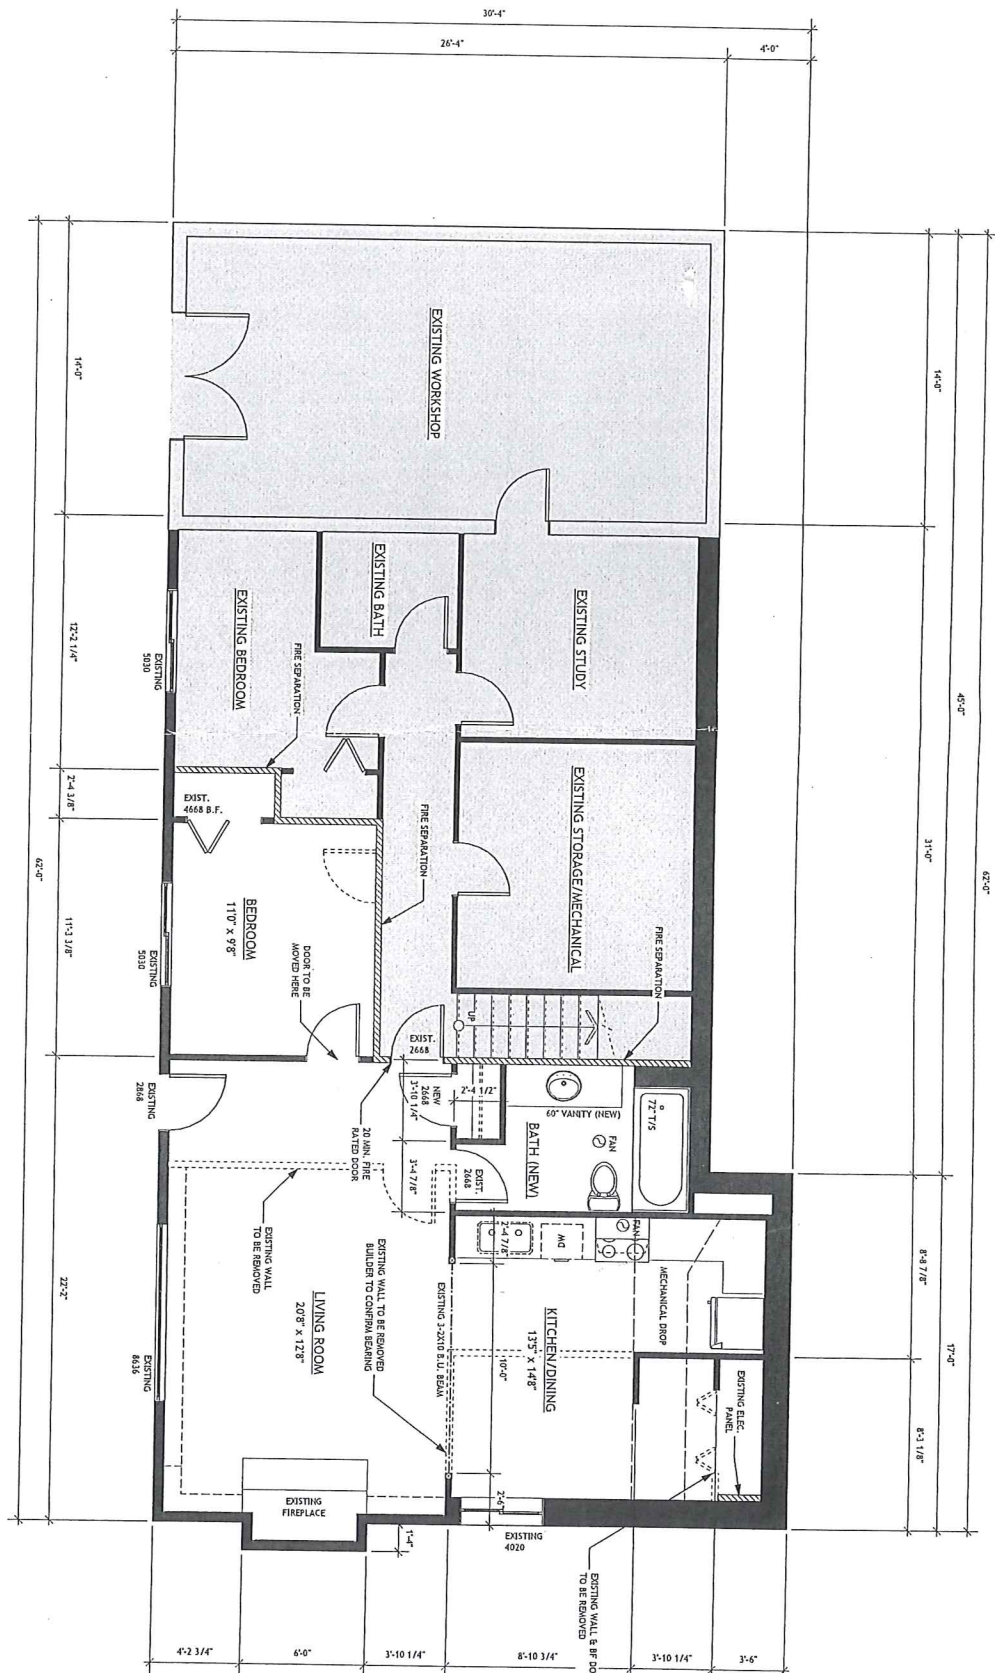 30'-4"
26'-4"
4'-0"
62'-0"
45'-0"
17'-0"
14'-0"
31'-0"
8'-8 7/8"
8'-3 1/8"
EXISTING WORKSHOP
EXISTING STUDY
EXISTING BATH
EXISTING BEDROOM
FIRE SEPARATION
EXISTING
5030
EXISTING STORAGE/MECHANICAL
FIRE SEPARATION
FIRE SEPARATION
UP
EXIST.
4668 B.F.
BEDROOM
11'0" x 9'8"
DOOR TO BE
MOVED HERE
EXISTING
5030
EXIST.
2668
20 MIN. FIRE
RATED DOOR
EXISTING
2868
NEW
2668
3'-10 1/4"
2'-4 1/2"
60" VANITY (NEW)
72" T/S
FAN
BATH (NEW)
EXIST.
2668
3'-4 7/8"
2'-4 7/8"
DW
FAN
MECHANICAL DROP
KITCHEN/DINING
13'5" x 14'8"
10'-0"
EXISTING 3-2X10 B.U. BEAM
EXISTING WALL TO BE REMOVED
BUILDER TO CONFIRM BEARING
EXISTING WALL
TO BE REMOVED
LIVING ROOM
20'8" x 12'8"
EXISTING
8636
EXISTING
FIREPLACE
EXISTING ELEC.
PANEL
2'-6"
EXISTING
4020
EXISTING WALL & BF DO
TO BE REMOVED
1'-4"
14'-0"
12'-2 1/4"
2'-4 3/8"
11'-3 3/8"
22'-2"
62'-0"
4'-2 3/4"
6'-0"
3'-10 1/4"
8'-10 3/4"
3'-10 1/4"
3'-6"